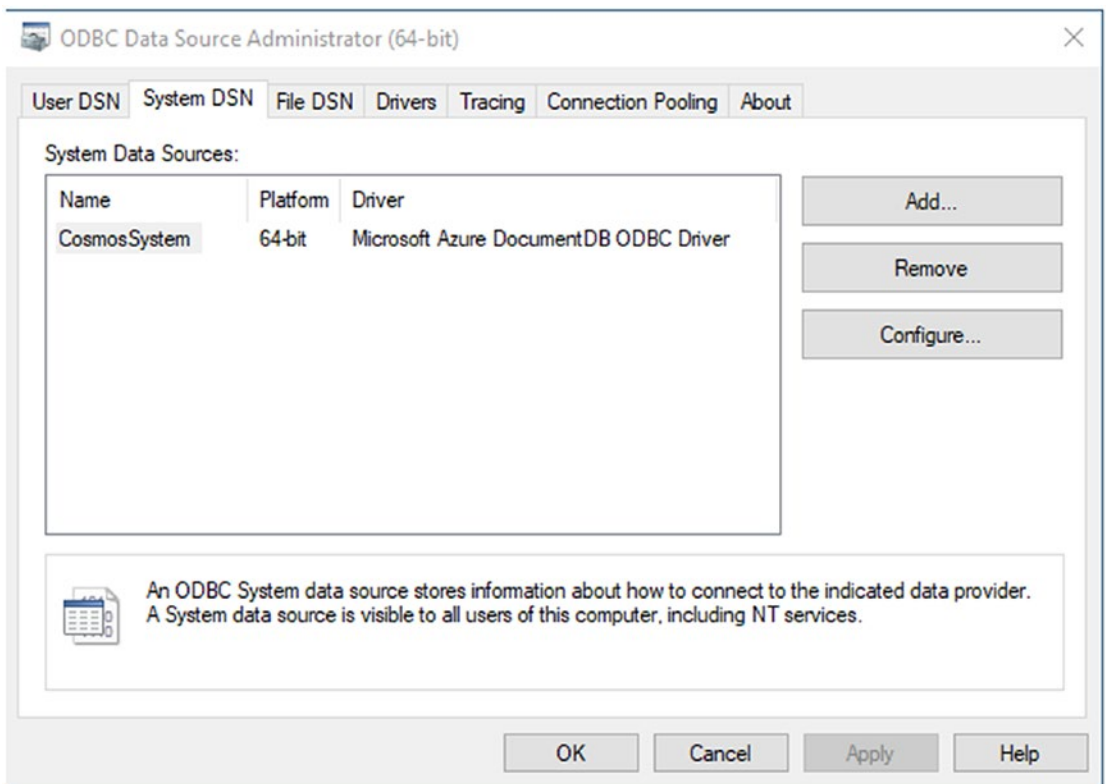 ODBC Data Source Administrator (64-bit)
User DSN System DSN File DSN Drivers Tracing Connection Pooling About
System Data Sources:
Name Platform Driver
CosmosSystem 64-bit Microsoft Azure DocumentDB ODBC Driver
Add...
Remove
Configure...
An ODBC System data source stores information about how to connect to the indicated data provider.
A System data source is visible to all users of this computer, including NT services.
OK Cancel Apply Help